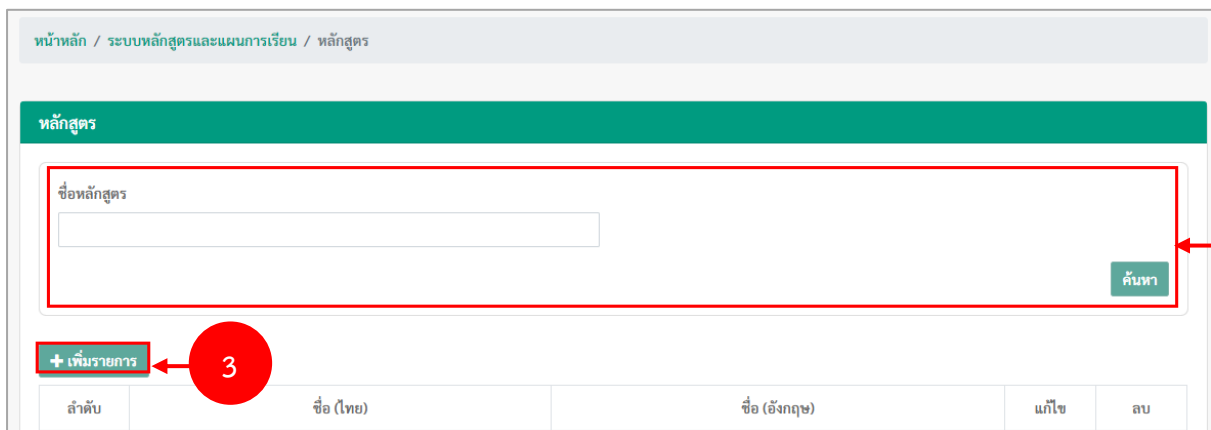 หน้าหลัก / ระบบหลักสูตรและแผนการเรียน / หลักสูตร
หลักสูตร
ชื่อหลักสูตร
ค้นหา
+ เพิ่มรายการ
3
ลำดับ ชื่อ (ไทย) ชื่อ (อังกฤษ) แก้ไข ลบ